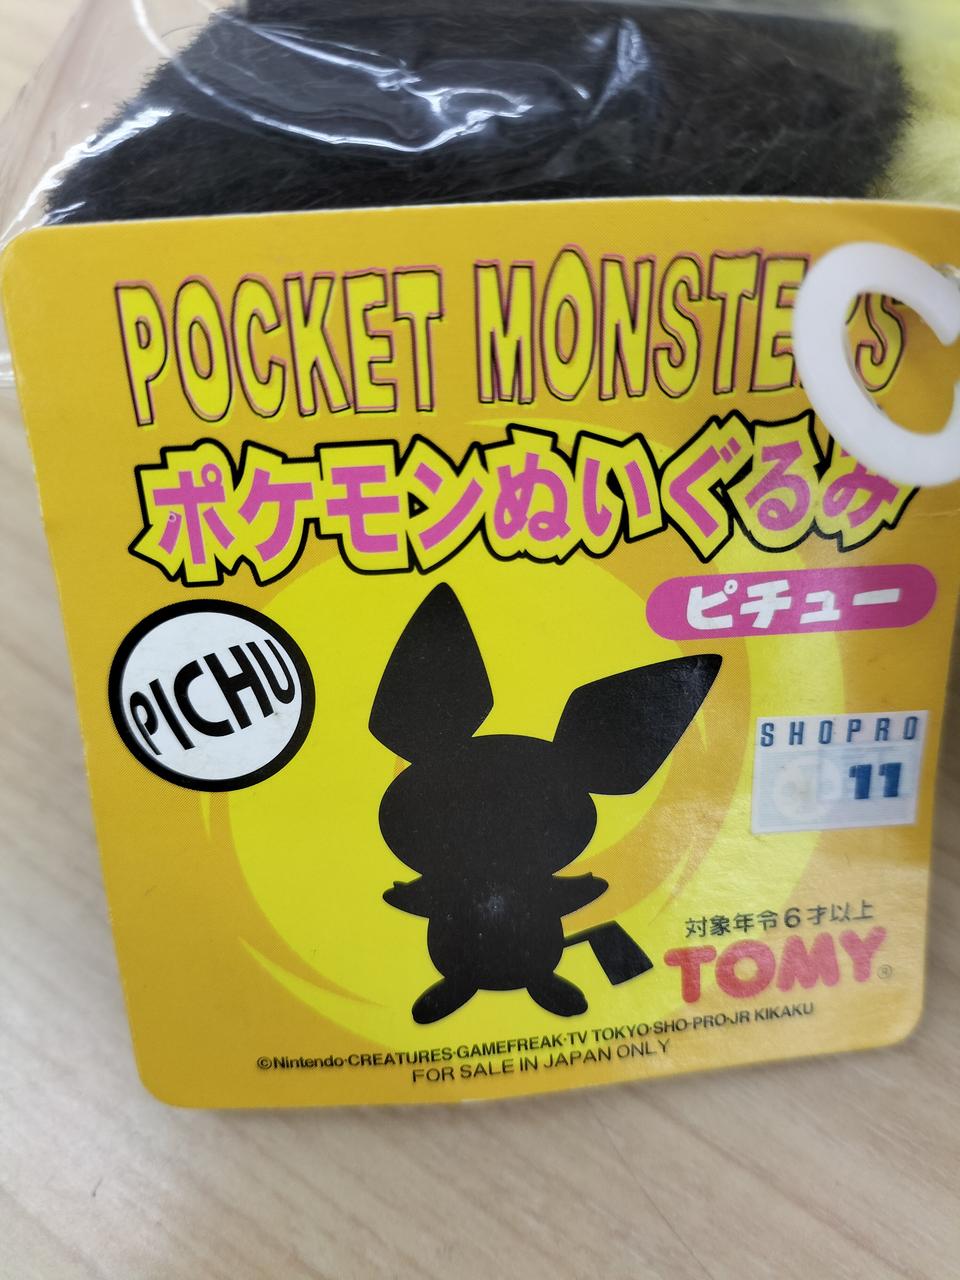 POCKET MONSTERS
ポケモンぬいぐるみ
ピチュー
PICHU
SHOPRO
11
対象年令6才以上
TOMY®
©Nintendo·CREATURES·GAMEFREAK·TV TOKYO·SHO-PRO·JR KIKAKU
FOR SALE IN JAPAN ONLY